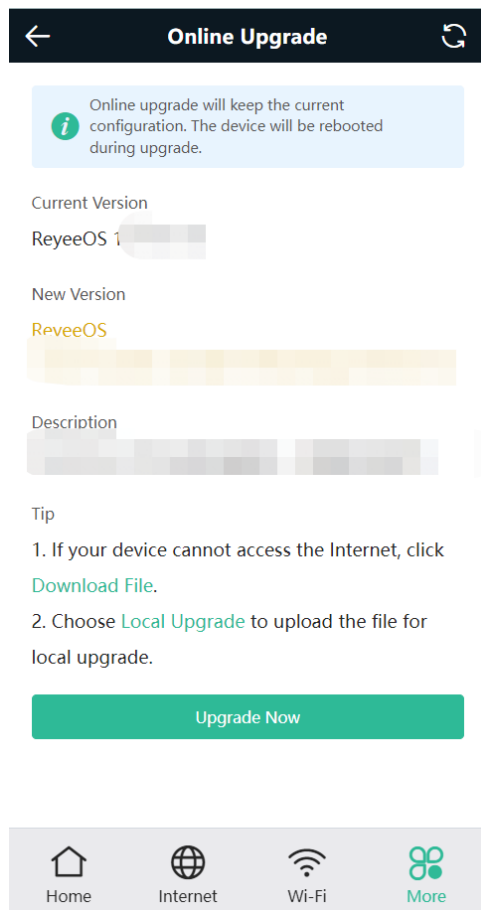 Online Upgrade
Online upgrade will keep the current
configuration. The device will be rebooted
during upgrade.
Current Version
ReyeeOS 1
New Version
ReyeeOS
Description
Tip
1. If your device cannot access the Internet, click
Download File.
2. Choose Local Upgrade to upload the file for
local upgrade.
Upgrade Now
Home Internet Wi-Fi More